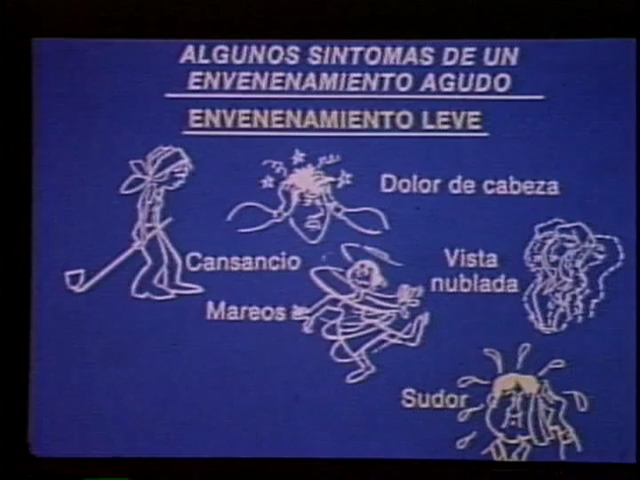 ALGUNOS SINTOMAS DE UN
ENVENENAMIENTO AGUDO
ENVENENAMIENTO LEVE
Dolor de cabeza
Cansancio
Vista
nublada
Mareos
Sudor